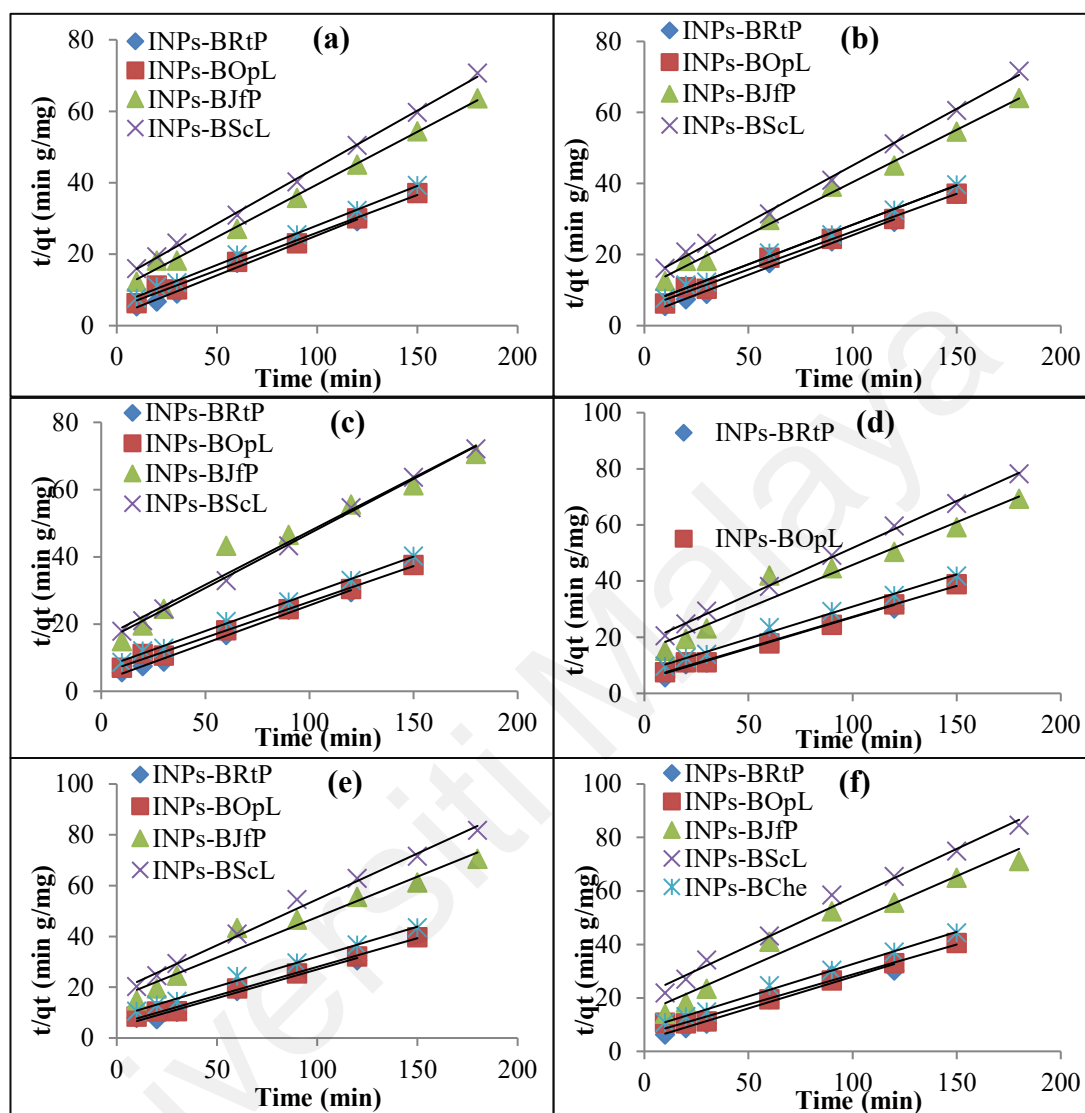 (a)
INPs-BRtP
INPs-BOpL
INPs-BJfP
INPs-BScL
t/qt (min g/mg)
80
60
40
20
0
0 50 100 150 200
Time (min)
(b)
INPs-BRtP
INPs-BOpL
INPs-BJfP
INPs-BScL
t/qt (min g/mg)
80
60
40
20
0
0 50 100 150 200
Time (min)
(c)
INPs-BRtP
INPs-BOpL
INPs-BJfP
INPs-BScL
t/qt (min g/mg)
80
60
40
20
0
0 50 100 150 200
Time (min)
(d)
INPs-BRtP
INPs-BOpL
t/qt (min g/mg)
100
80
60
40
20
0
0 50 100 150 200
Time (min)
(e)
INPs-BRtP
INPs-BOpL
INPs-BJfP
INPs-BScL
t/qt (min g/mg)
100
80
60
40
20
0
0 50 100 150 200
Time (min)
(f)
INPs-BRtP
INPs-BOpL
INPs-BJfP
INPs-BScL
INPs-BChe
t/qt (min g/mg)
100
80
60
40
20
0
0 50 100 150 200
Time (min)
iversiti Malaya